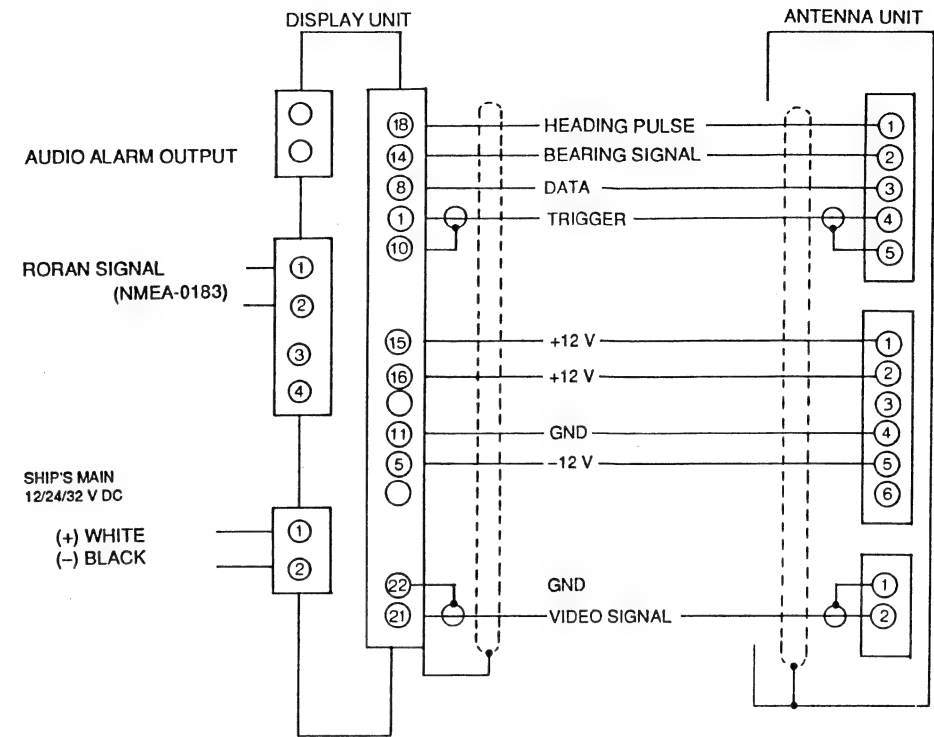 DISPLAY UNIT
ANTENNA UNIT
AUDIO ALARM OUTPUT
18 HEADING PULSE 1
14 BEARING SIGNAL 2
8 DATA 3
1 TRIGGER 4
10 5
RORAN SIGNAL 1
(NMEA-0183) 2
3
4
15 +12 V 1
16 +12 V 2
3
11 GND 4
5 –12 V 5
6
SHIP'S MAIN
12/24/32 V DC
(+) WHITE 1
(–) BLACK 2
22 GND 1
21 VIDEO SIGNAL 2